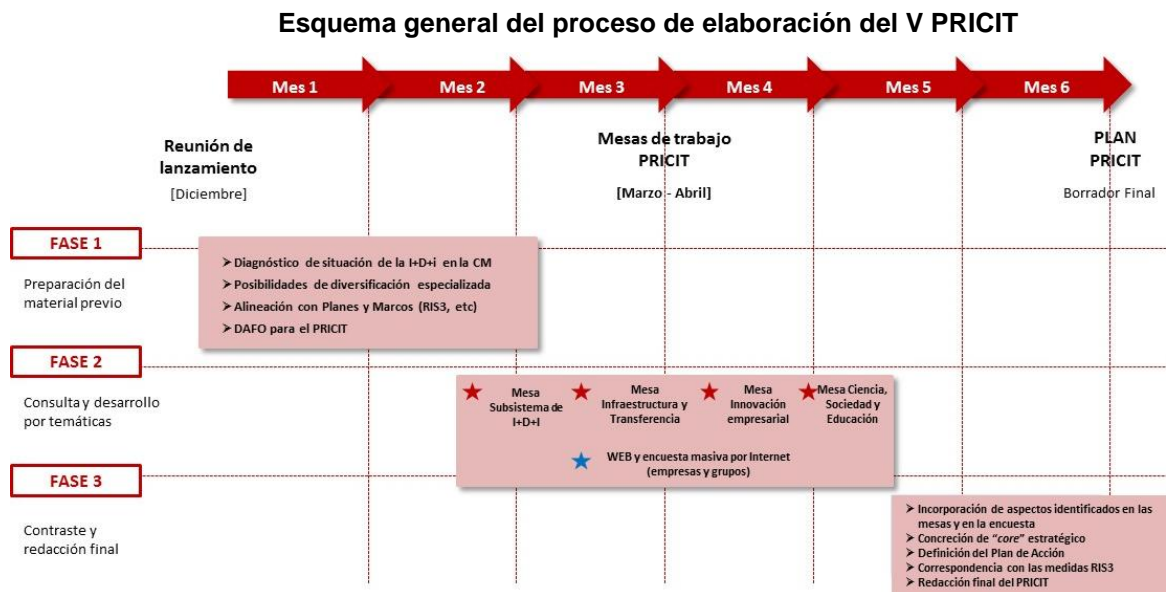 Esquema general del proceso de elaboración del V PRICIT
Mes 1
Mes 2
Mes 3
Mes 4
Mes 5
Mes 6
Reunión de
lanzamiento
[Diciembre]
Mesas de trabajo
PRICIT
[Marzo - Abril]
PLAN
PRICIT
Borrador Final
FASE 1
Preparación del
material previo
➤ Diagnóstico de situación de la I+D+i en la CM
➤ Posibilidades de diversificación especializada
➤ Alineación con Planes y Marcos (RIS3, etc)
➤ DAFO para el PRICIT
FASE 2
Consulta y desarrollo
por temáticas
Mesa
Subsistema de
I+D+I
Mesa
Infraestructura y
Transferencia
Mesa
Innovación
empresarial
Mesa Ciencia,
Sociedad y
Educación
WEB y encuesta masiva por Internet
(empresas y grupos)
FASE 3
Contraste y
redacción final
➤ Incorporación de aspectos identificados en las
mesas y en la encuesta
➤ Concreción de "core" estratégico
➤ Definición del Plan de Acción
➤ Correspondencia con las medidas RIS3
➤ Redacción final del PRICIT